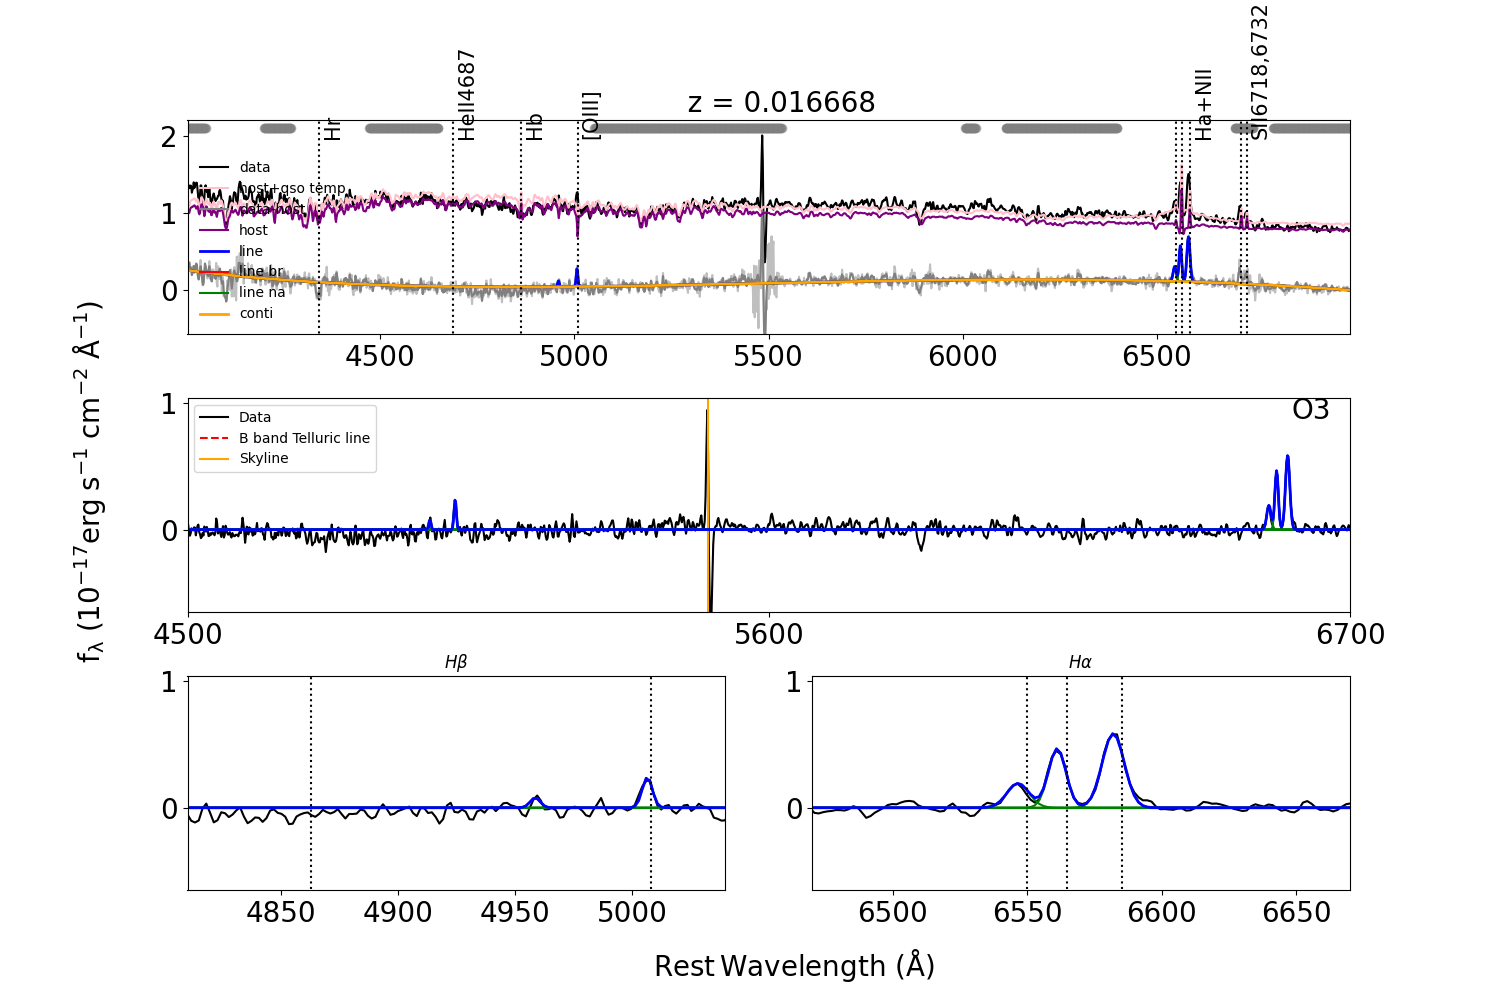 z = 0.016668
Hr
HeII4687
Hb
[OIII]
Ha+NII
SII6718,6732
2
1
0
data
host+qso temp
data-host
host
line
line br
line na
conti
4500 5000 5500 6000 6500
f_λ (10^{-17} erg s^{-1} cm^{-2} Å^{-1})
1
0
Data
B band Telluric line
Skyline
O3
4500 5600 6700
Hβ
1
0
4850 4900 4950 5000
Hα
1
0
6500 6550 6600 6650
Rest Wavelength (Å)